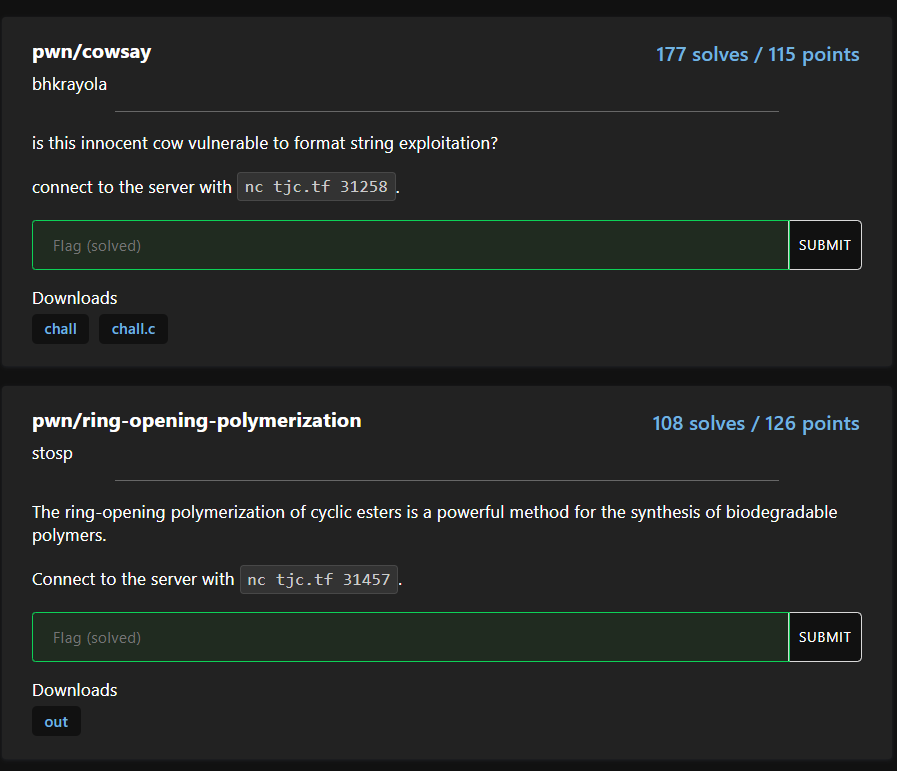 pwn/cowsay
177 solves / 115 points
bhkrayola
is this innocent cow vulnerable to format string exploitation?
connect to the server with nc tjc.tf 31258.
Flag (solved)
SUBMIT
Downloads
chall chall.c
pwn/ring-opening-polymerization
108 solves / 126 points
stosp
The ring-opening polymerization of cyclic esters is a powerful method for the synthesis of biodegradable
polymers.
Connect to the server with nc tjc.tf 31457.
Flag (solved)
SUBMIT
Downloads
out